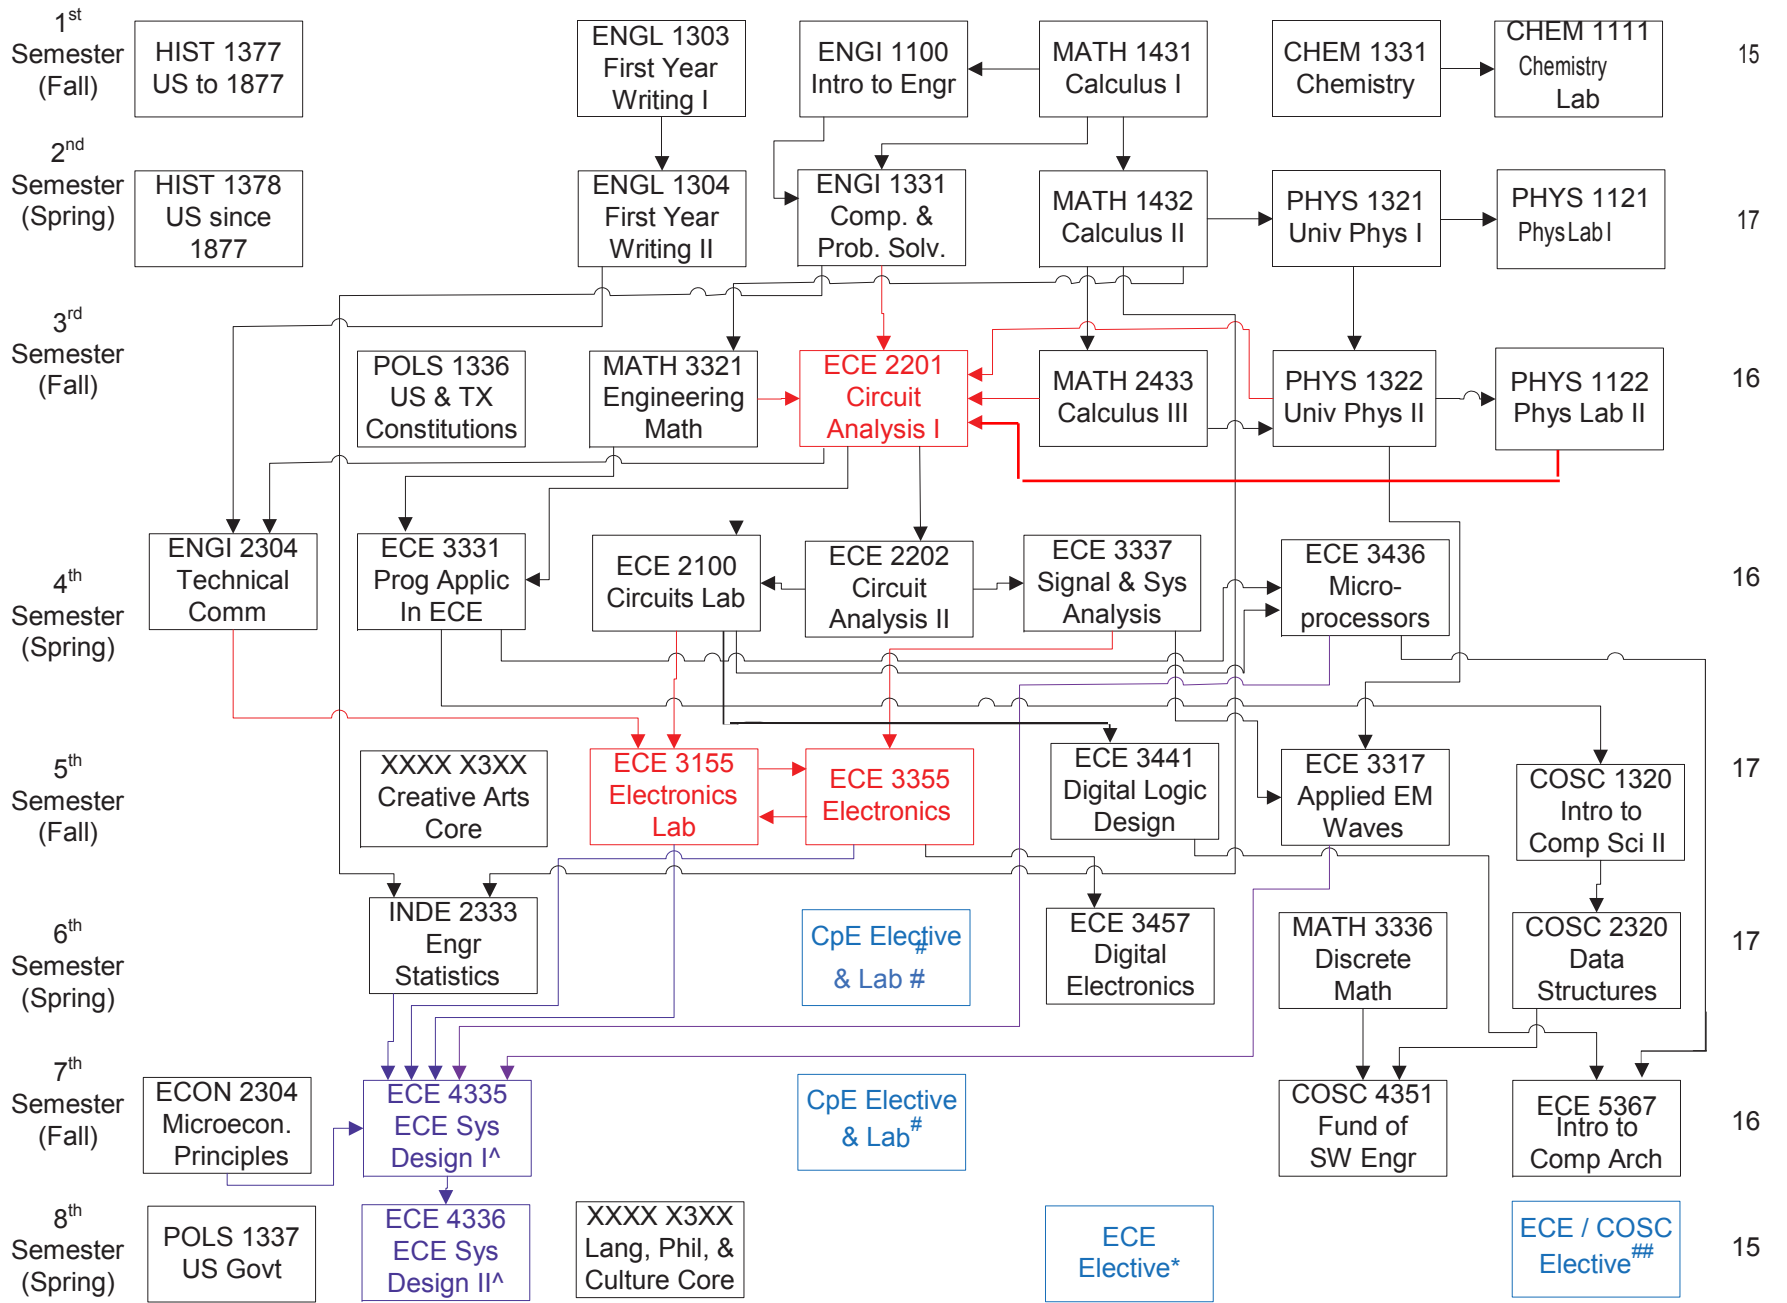 1st
Semester
(Fall)
HIST 1377
US to 1877
ENGL 1303
First Year
Writing I
ENGI 1100
Intro to Engr
MATH 1431
Calculus I
CHEM 1331
Chemistry
CHEM 1111
Chemistry
Lab
15
2nd
Semester
(Spring)
HIST 1378
US since
1877
ENGL 1304
First Year
Writing II
ENGI 1331
Comp. &
Prob. Solv.
MATH 1432
Calculus II
PHYS 1321
Univ Phys I
PHYS 1121
Phys Lab I
17
3rd
Semester
(Fall)
POLS 1336
US & TX
Constitutions
MATH 3321
Engineering
Math
ECE 2201
Circuit
Analysis I
MATH 2433
Calculus III
PHYS 1322
Univ Phys II
PHYS 1122
Phys Lab II
16
4th
Semester
(Spring)
ENGI 2304
Technical
Comm
ECE 3331
Prog Applic
In ECE
ECE 2100
Circuits Lab
ECE 2202
Circuit
Analysis II
ECE 3337
Signal & Sys
Analysis
ECE 3436
Micro-
processors
16
5th
Semester
(Fall)
XXXX X3XX
Creative Arts
Core
ECE 3155
Electronics
Lab
ECE 3355
Electronics
ECE 3441
Digital Logic
Design
ECE 3317
Applied EM
Waves
COSC 1320
Intro to
Comp Sci II
17
6th
Semester
(Spring)
INDE 2333
Engr
Statistics
CpE Elective
#
& Lab #
ECE 3457
Digital
Electronics
MATH 3336
Discrete
Math
COSC 2320
Data
Structures
17
7th
Semester
(Fall)
ECON 2304
Microecon.
Principles
ECE 4335
ECE Sys
Design I^
CpE Elective
& Lab#
COSC 4351
Fund of
SW Engr
ECE 5367
Intro to
Comp Arch
16
8th
Semester
(Spring)
POLS 1337
US Govt
ECE 4336
ECE Sys
Design II^
XXXX X3XX
Lang, Phil, &
Culture Core
ECE
Elective*
ECE / COSC
Elective##
15